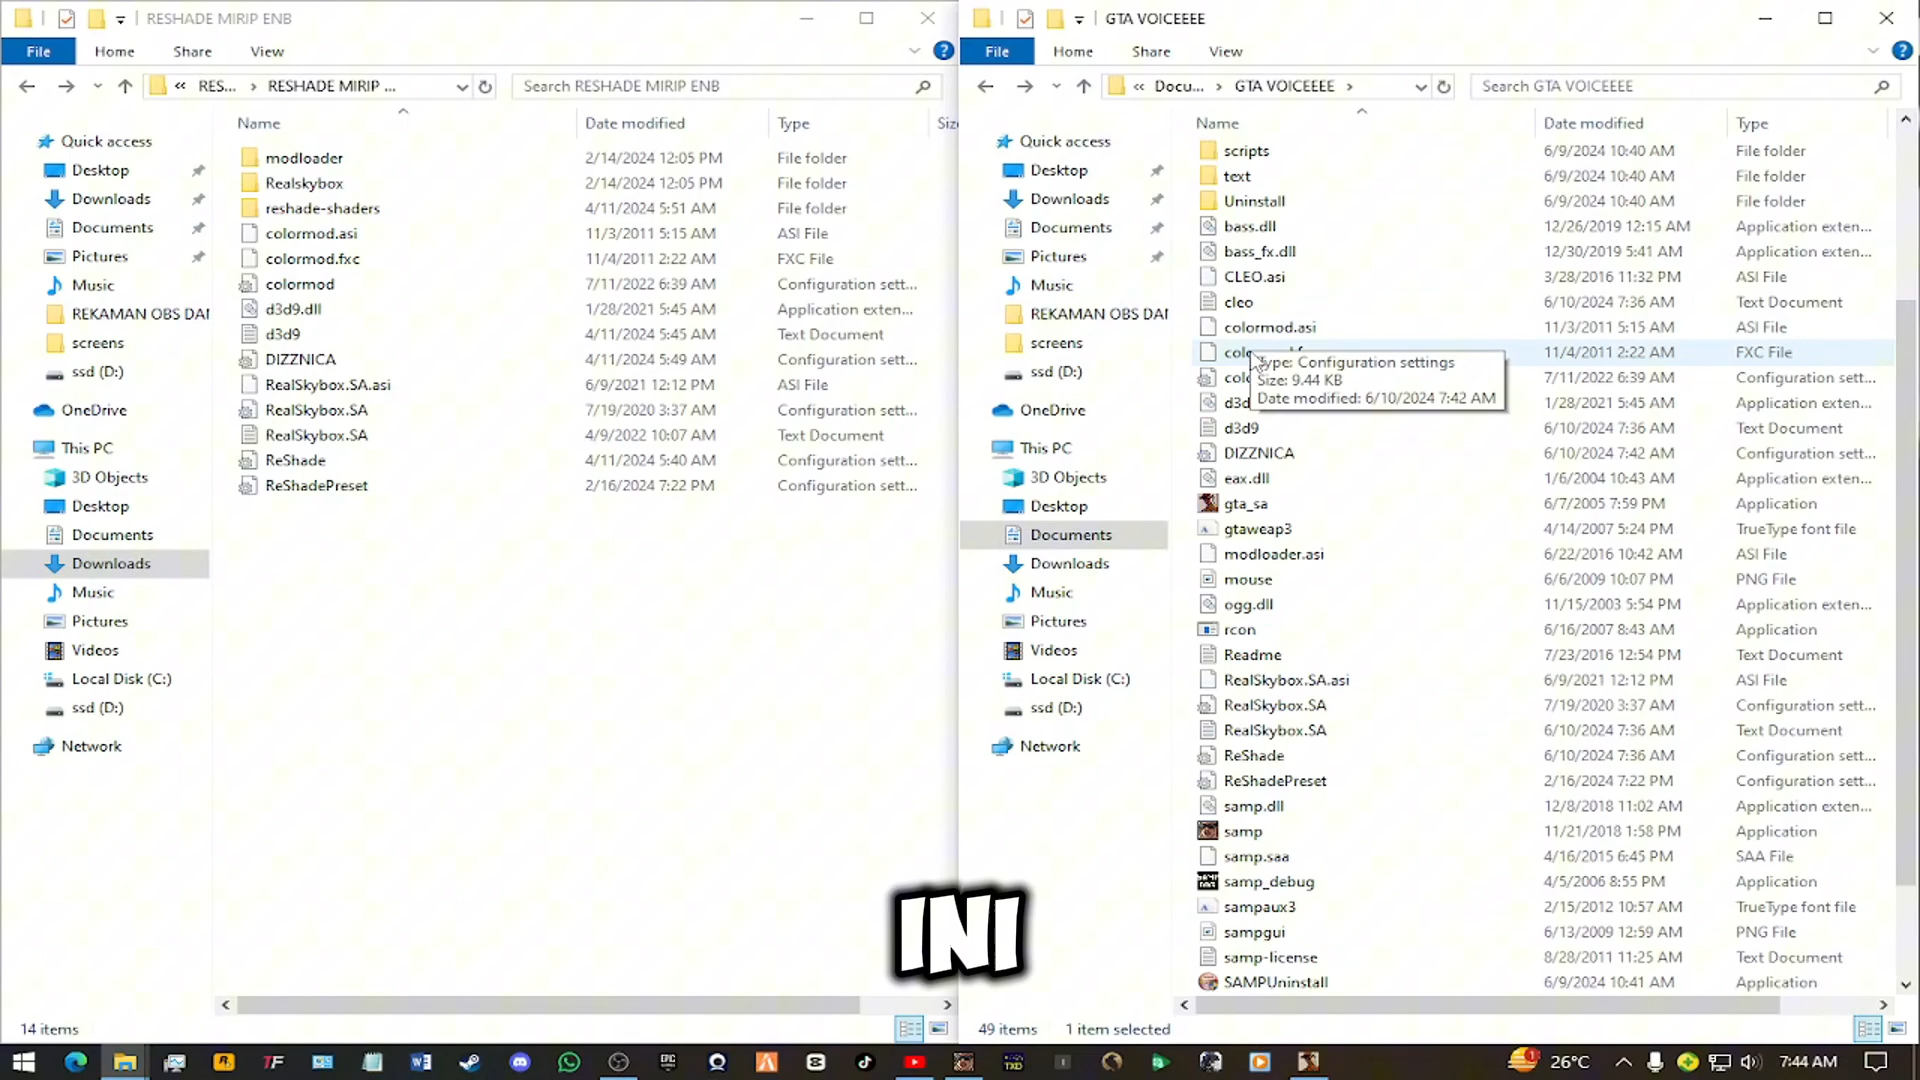 RESHADE MIRIP ENB
File Home Share View
« RES... › RESHADE MIRIP ...
Search RESHADE MIRIP ENB
Name Date modified Type Siz
Quick access
Desktop
Downloads
Documents
Pictures
Music
REKAMAN OBS DAN
screens
ssd (D:)
OneDrive
This PC
3D Objects
Desktop
Documents
Downloads
Music
Pictures
Videos
Local Disk (C:)
ssd (D:)
Network
modloader 2/14/2024 12:05 PM File folder
Realskybox 2/14/2024 12:05 PM File folder
reshade-shaders 4/11/2024 5:51 AM File folder
colormod.asi 11/3/2011 5:15 AM ASI File
colormod.fxc 11/4/2011 2:22 AM FXC File
colormod 7/11/2022 6:39 AM Configuration sett...
d3d9.dll 1/28/2021 5:45 AM Application exten...
d3d9 4/11/2024 5:45 AM Text Document
DIZZNICA 4/11/2024 5:49 AM Configuration sett...
RealSkybox.SA.asi 6/9/2021 12:12 PM ASI File
RealSkybox.SA 7/19/2020 3:37 AM Configuration sett...
RealSkybox.SA 4/9/2022 10:07 AM Text Document
ReShade 4/11/2024 5:40 AM Configuration sett...
ReShadePreset 2/16/2024 7:22 PM Configuration sett...
14 items
GTA VOICEEEE
File Home Share View
« Docu... › GTA VOICEEEE ›
Search GTA VOICEEEE
Name Date modified Type
Quick access
Desktop
Downloads
Documents
Pictures
Music
REKAMAN OBS DAN
screens
ssd (D:)
OneDrive
This PC
3D Objects
Desktop
Documents
Downloads
Music
Pictures
Videos
Local Disk (C:)
ssd (D:)
Network
scripts 6/9/2024 10:40 AM File folder
text 6/9/2024 10:40 AM File folder
Uninstall 6/9/2024 10:40 AM File folder
bass.dll 12/26/2019 12:15 AM Application exten...
bass_fx.dll 12/30/2019 5:41 AM Application exten...
CLEO.asi 3/28/2016 11:32 PM ASI File
cleo 6/10/2024 7:36 AM Text Document
colormod.asi 11/3/2011 5:15 AM ASI File
11/4/2011 2:22 AM FXC File
7/11/2022 6:39 AM Configuration sett...
1/28/2021 5:45 AM Application exten...
Type: Configuration settings
Size: 9.44 KB
Date modified: 6/10/2024 7:42 AM
d3d9 6/10/2024 7:36 AM Text Document
DIZZNICA 6/10/2024 7:42 AM Configuration sett...
eax.dll 1/6/2004 10:43 AM Application exten...
gta_sa 6/7/2005 7:59 PM Application
gtaweap3 4/14/2007 5:24 PM TrueType font file
modloader.asi 6/22/2016 10:42 AM ASI File
mouse 6/6/2009 10:07 PM PNG File
ogg.dll 11/15/2003 5:54 PM Application exten...
rcon 6/16/2007 8:43 AM Application
Readme 7/23/2016 12:54 PM Text Document
RealSkybox.SA.asi 6/9/2021 12:12 PM ASI File
RealSkybox.SA 7/19/2020 3:37 AM Configuration sett...
RealSkybox.SA 6/10/2024 7:36 AM Text Document
ReShade 6/10/2024 7:36 AM Configuration sett...
ReShadePreset 2/16/2024 7:22 PM Configuration sett...
samp.dll 12/8/2018 11:02 AM Application exten...
samp 11/21/2018 1:58 PM Application
samp.saa 4/16/2015 6:45 PM SAA File
samp_debug 4/5/2006 8:55 PM Application
sampaux3 2/15/2012 10:57 AM TrueType font file
sampgui 6/13/2009 12:59 AM PNG File
samp-license 8/28/2011 11:25 AM Text Document
SAMPUninstall 6/9/2024 10:41 AM Application
49 items 1 item selected
INI
26°C 7:44 AM